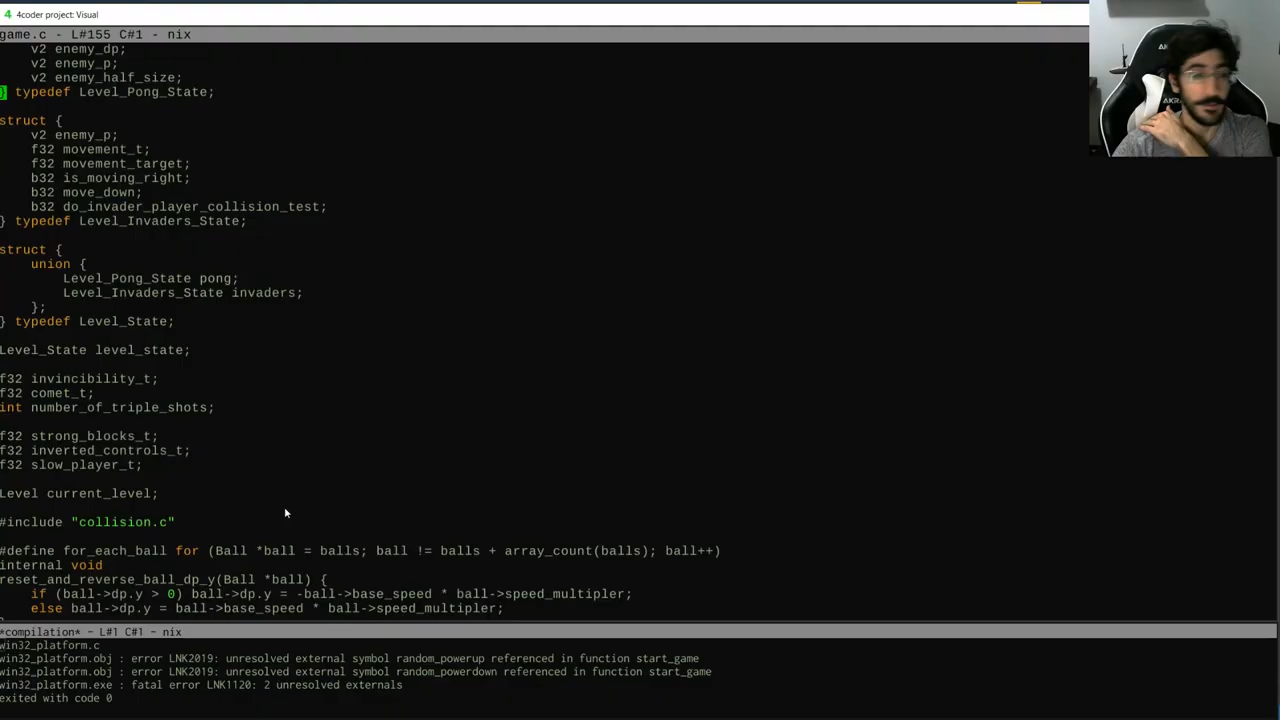 4 4coder project: Visual
game.c - L#155 C#1 - nix
v2 enemy_dp;
v2 enemy_p;
v2 enemy_half_size;
} typedef Level_Pong_State;
struct {
v2 enemy_p;
f32 movement_t;
f32 movement_target;
b32 is_moving_right;
b32 move_down;
b32 do_invader_player_collision_test;
} typedef Level_Invaders_State;
struct {
union {
Level_Pong_State pong;
Level_Invaders_State invaders;
};
} typedef Level_State;
Level_State level_state;
f32 invincibility_t;
f32 comet_t;
int number_of_triple_shots;
f32 strong_blocks_t;
f32 inverted_controls_t;
f32 slow_player_t;
Level current_level;
#include "collision.c"
#define for_each_ball for (Ball *ball = balls; ball != balls + array_count(balls); ball++)
internal void
reset_and_reverse_ball_dp_y(Ball *ball) {
if (ball->dp.y > 0) ball->dp.y = -ball->base_speed * ball->speed_multipler;
else ball->dp.y = ball->base_speed * ball->speed_multipler;
*compilation* - L#1 C#1 - nix
win32_platform.c
win32_platform.obj : error LNK2019: unresolved external symbol random_powerup referenced in function start_game
win32_platform.obj : error LNK2019: unresolved external symbol random_powerdown referenced in function start_game
win32_platform.exe : fatal error LNK1120: 2 unresolved externals
exited with code 0